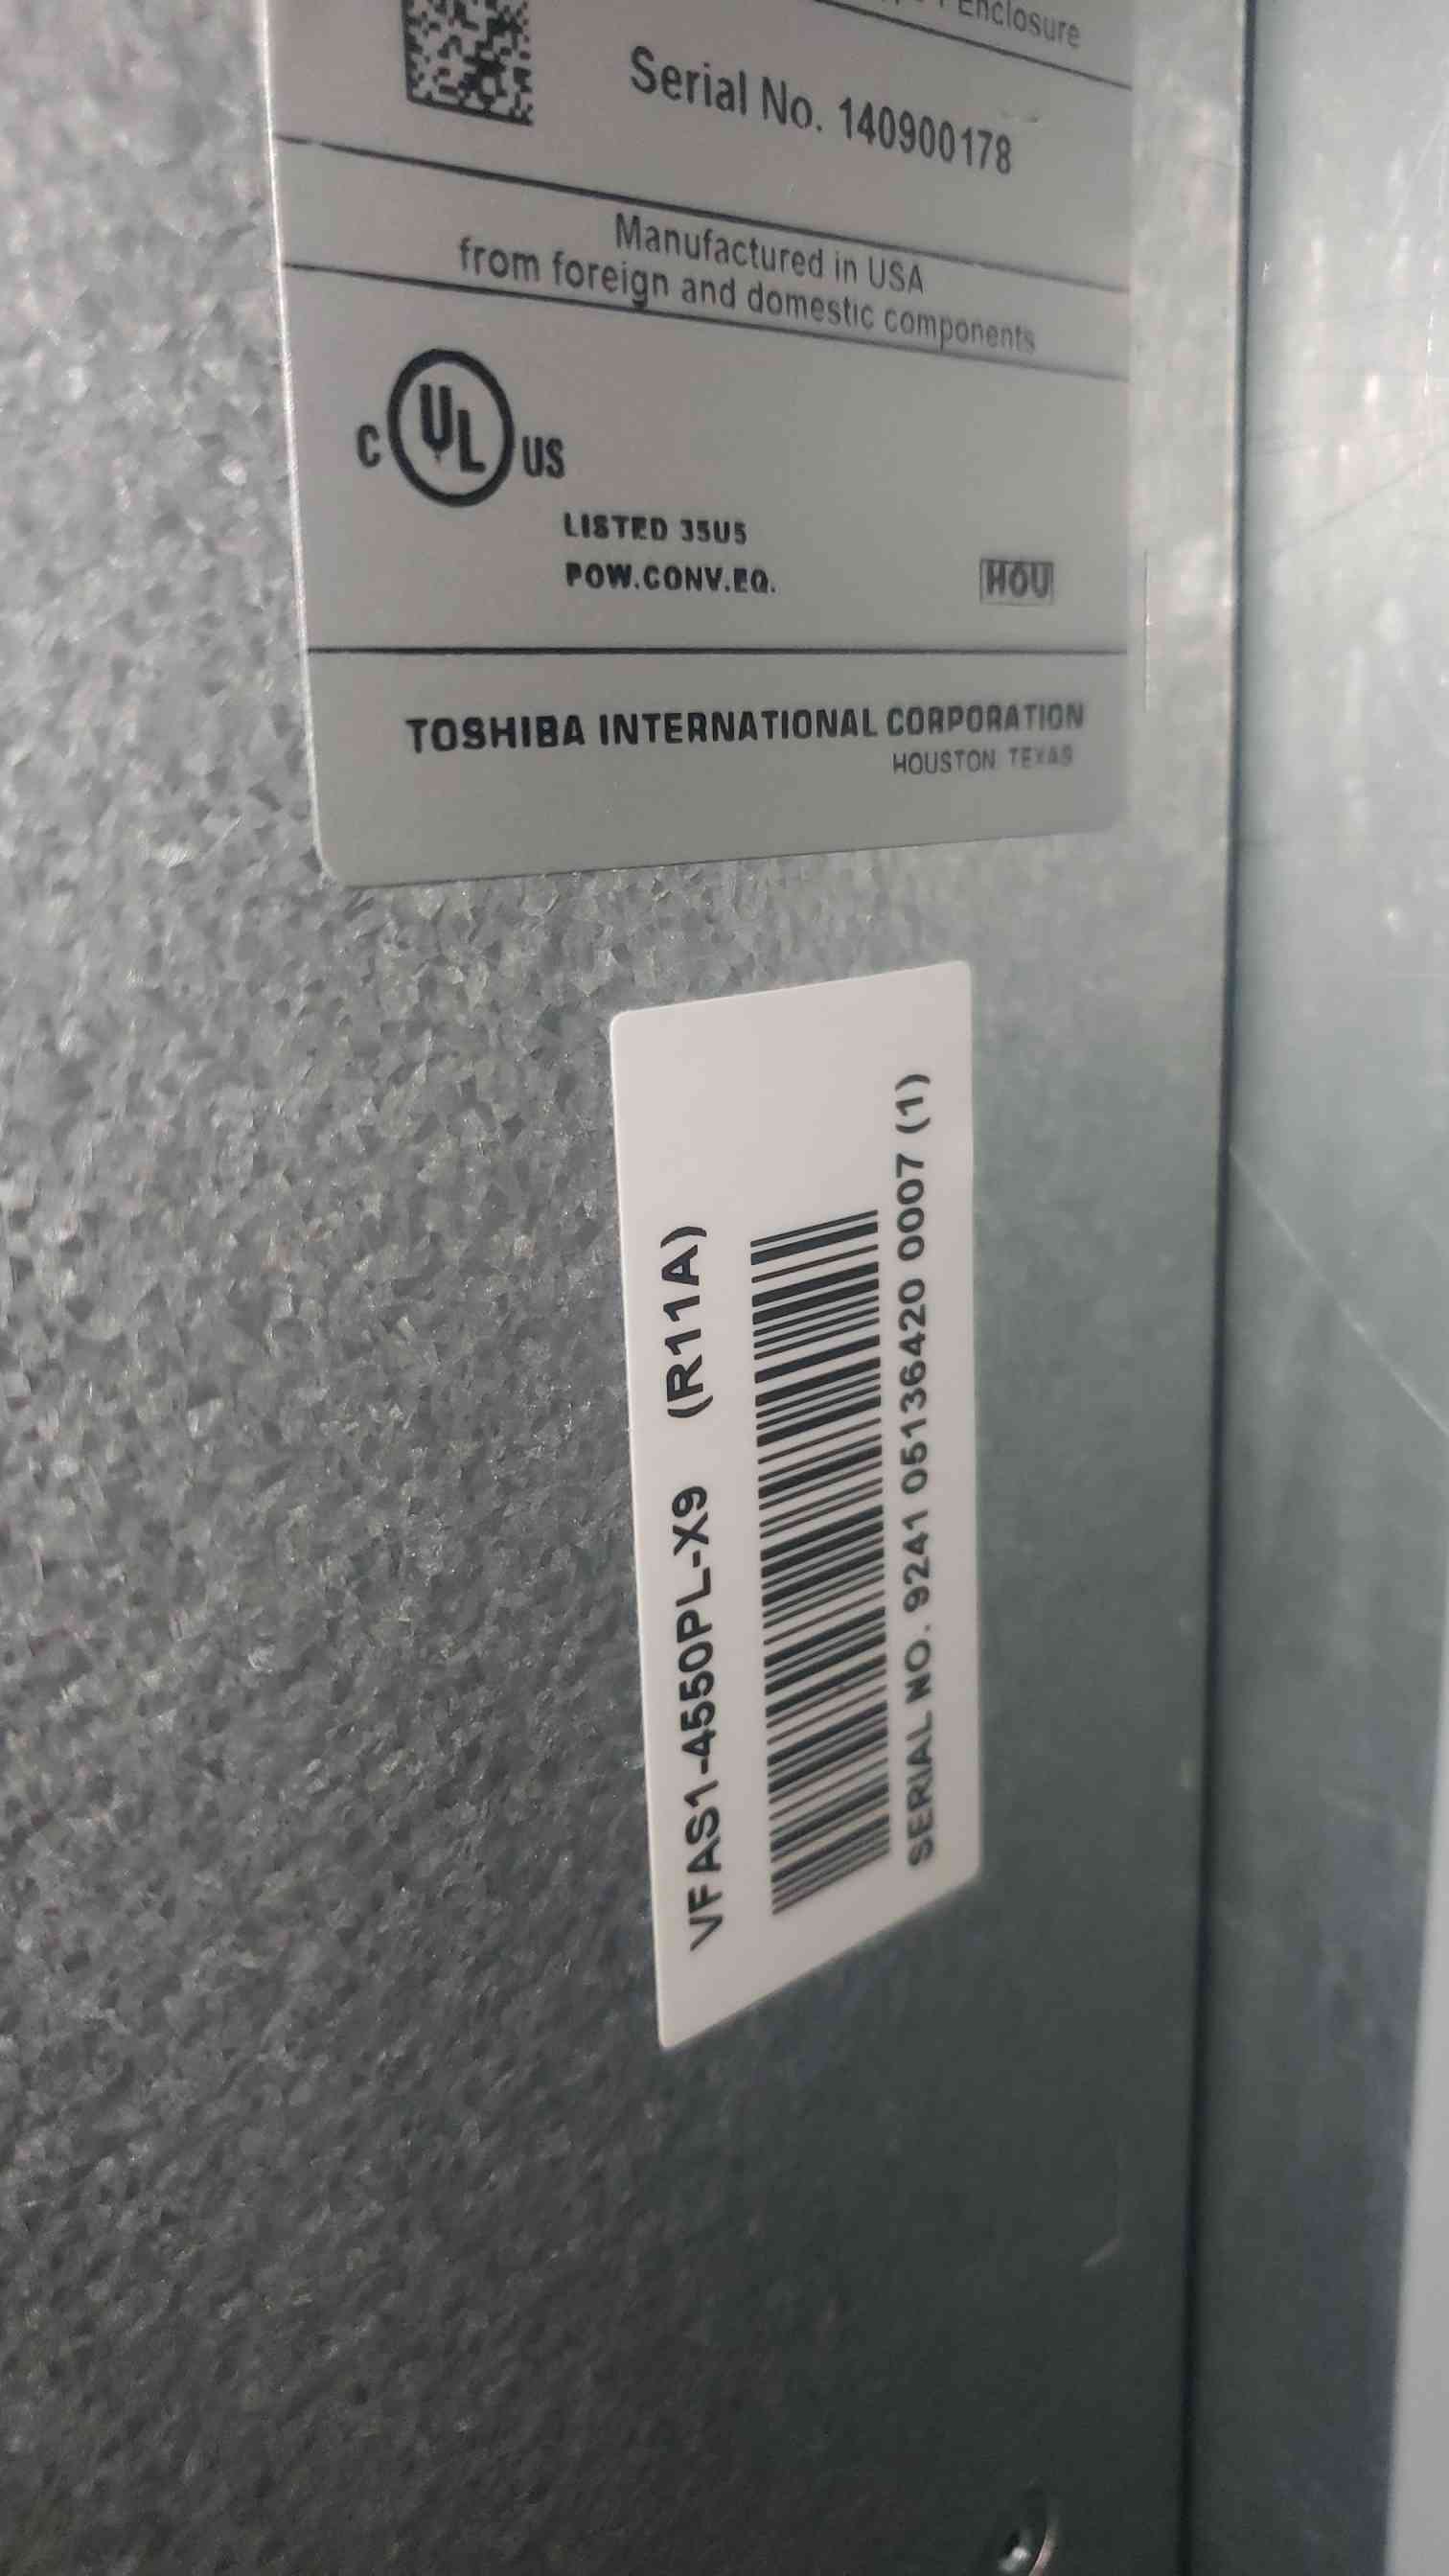 Enclosure
Serial No. 140900178
Manufactured in USA
from foreign and domestic components
C UL US
LISTED 35U5
POW.CONV.EQ.
HOU
TOSHIBA INTERNATIONAL CORPORATION
HOUSTON TEXAS
VFAS1-4550PL-X9 (R11A)
SERIAL NO. 9241 05136420 0007 (1)